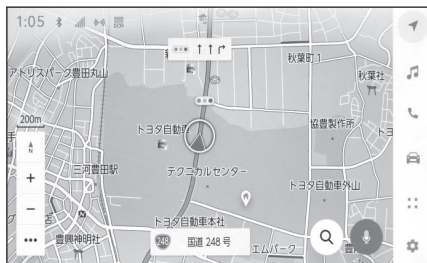 1:05
DCM
秋葉町1
アトリスパーク豊田丸山
秋葉社
200m
トヨタ自動車
協豊製作所
N
三河豊田駅
テクニカルセンター
トヨタ自動車外山
トヨタ自動車本社
248 国道 248 号
豊興神明社
エムパーク